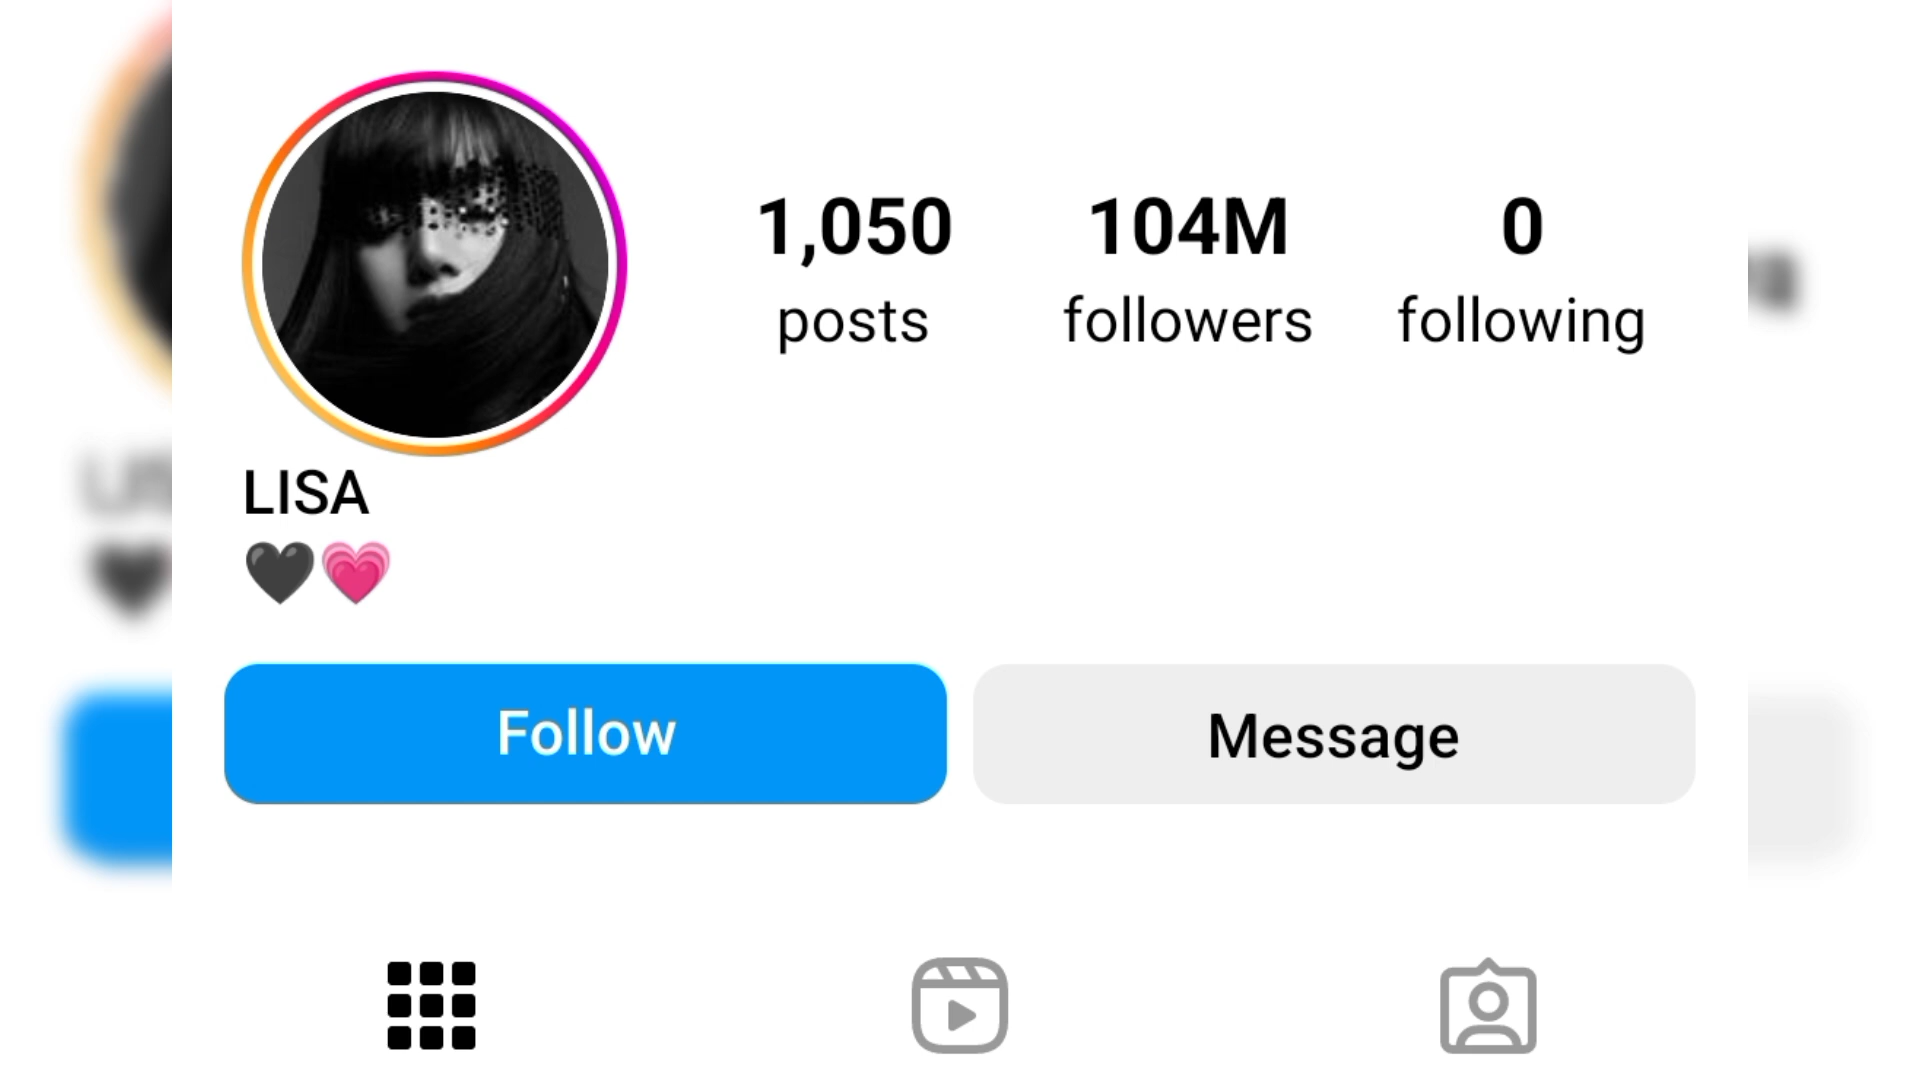 1,050 104M 0
posts followers following
LISA
🖤💗
Follow Message